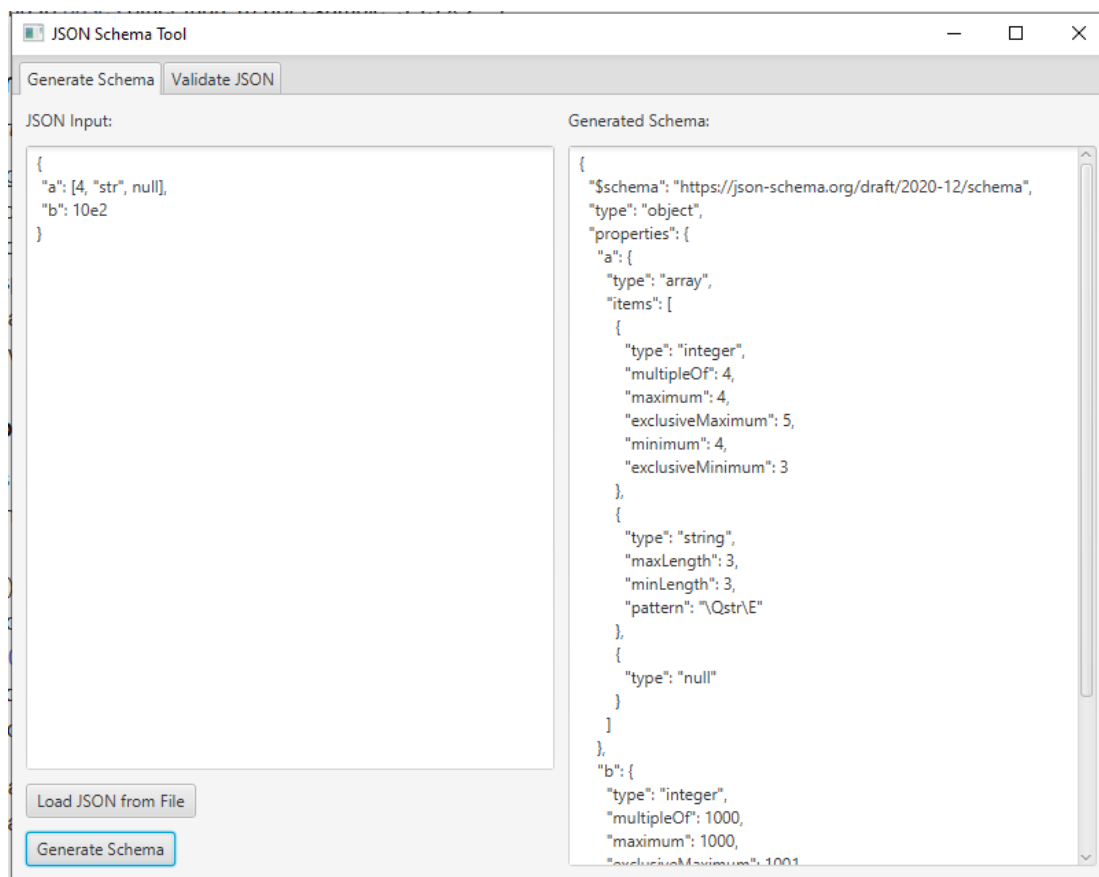 JSON Schema Tool
Generate Schema
Validate JSON
JSON Input:
{
"a": [4, "str", null],
"b": 10e2
}
Load JSON from File
Generate Schema
Generated Schema:
{
"$schema": "https://json-schema.org/draft/2020-12/schema",
"type": "object",
"properties": {
"a": {
"type": "array",
"items": [
{
"type": "integer",
"multipleOf": 4,
"maximum": 4,
"exclusiveMaximum": 5,
"minimum": 4,
"exclusiveMinimum": 3
},
{
"type": "string",
"maxLength": 3,
"minLength": 3,
"pattern": "\Qstr\E"
},
{
"type": "null"
}
]
},
"b": {
"type": "integer",
"multipleOf": 1000,
"maximum": 1000,
"exclusiveMaximum": 1001